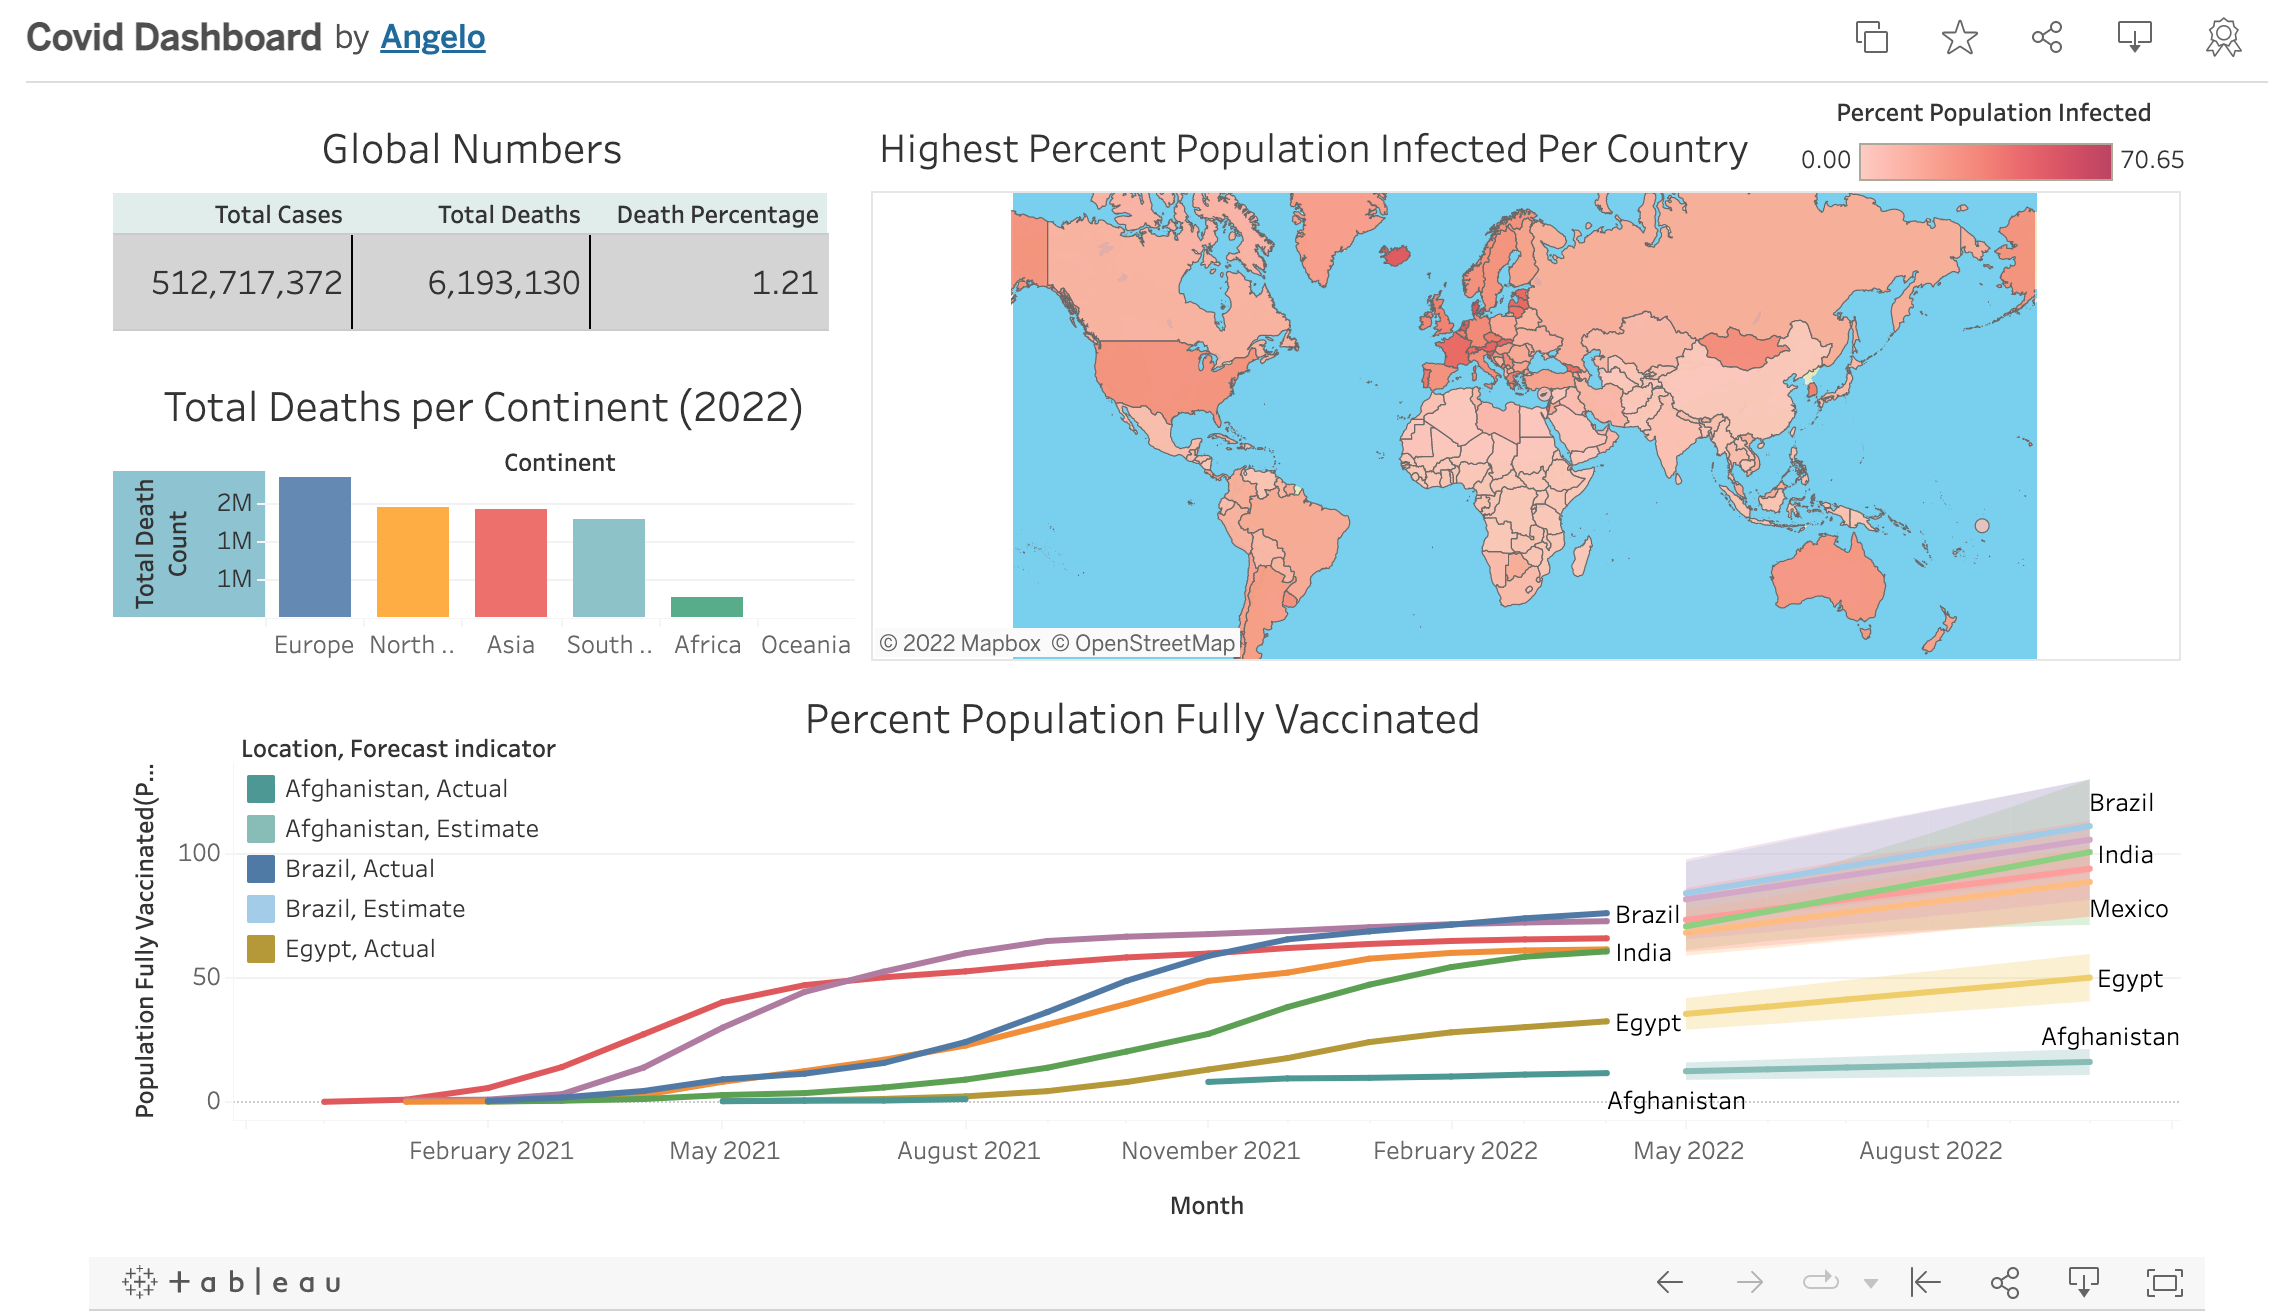 Covid Dashboard by Angelo
Global Numbers
Total Cases Total Deaths Death Percentage
512,717,372 6,193,130 1.21
Total Deaths per Continent (2022)
Continent
Total Death
Count
2M
1M
1M
Europe North .. Asia South .. Africa Oceania
Highest Percent Population Infected Per Country
Percent Population Infected
0.00 70.65
© 2022 Mapbox © OpenStreetMap
Percent Population Fully Vaccinated
Location, Forecast indicator
Afghanistan, Actual
Afghanistan, Estimate
Brazil, Actual
Brazil, Estimate
Egypt, Actual
Population Fully Vaccinated(P...
100
50
0
Brazil
India
Egypt
Afghanistan
Brazil
India
Mexico
Egypt
Afghanistan
February 2021 May 2021 August 2021 November 2021 February 2022 May 2022 August 2022
Month
+ableau